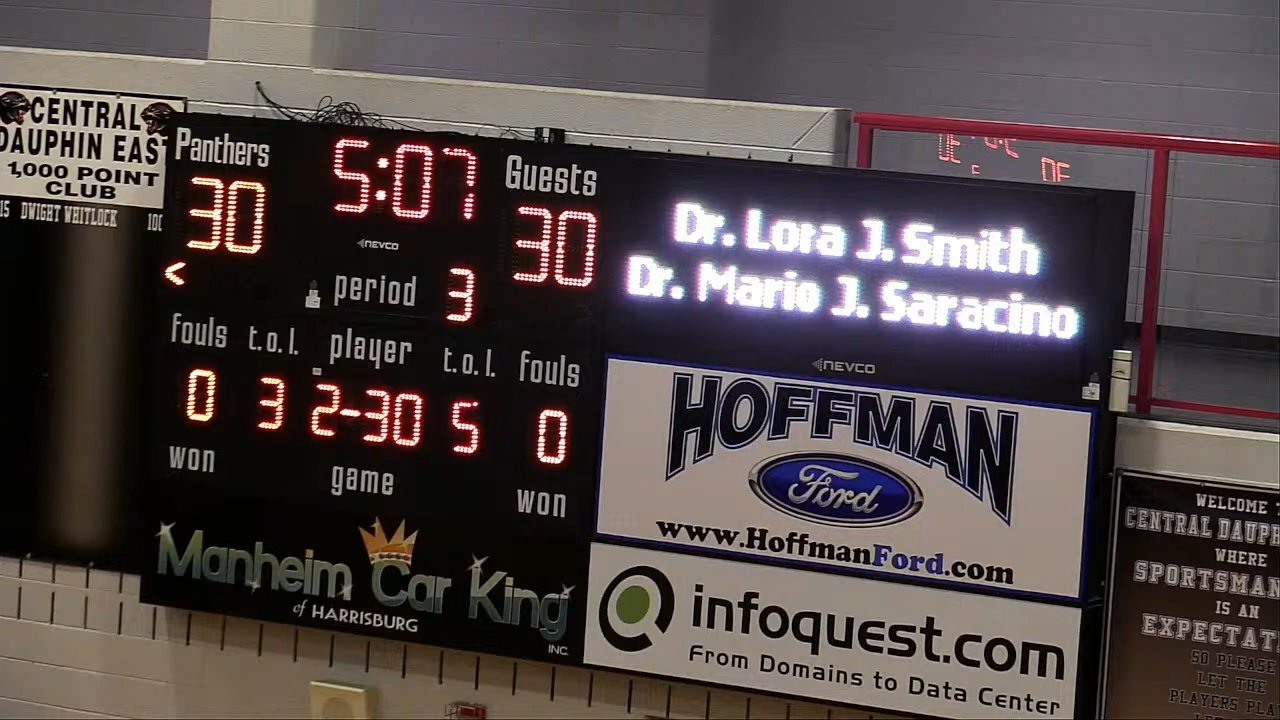 CENTRAL
DAUPHIN EAS
1,000 POINT
CLUB
DWIGHT WHITLOCK
Panthers
5:07
Guests
30
30
NEVCO
<
period
3
fouls
t.o.l.
player
t.o.l.
fouls
0
3
2-30
5
0
won
game
won
Manheim Car King
of HARRISBURG
INC.
Dr. Lora J. Smith
Dr. Mario J. Saracino
NEVCO
HOFFMAN
Ford
www.HoffmanFord.com
infoquest.com
From Domains to Data Center
WELCOME
CENTRAL DAUPH
WHERE
SPORTSMAN
IS AN
EXPECTAT
SO PLEASE
LET THE
PLAYERS PLA